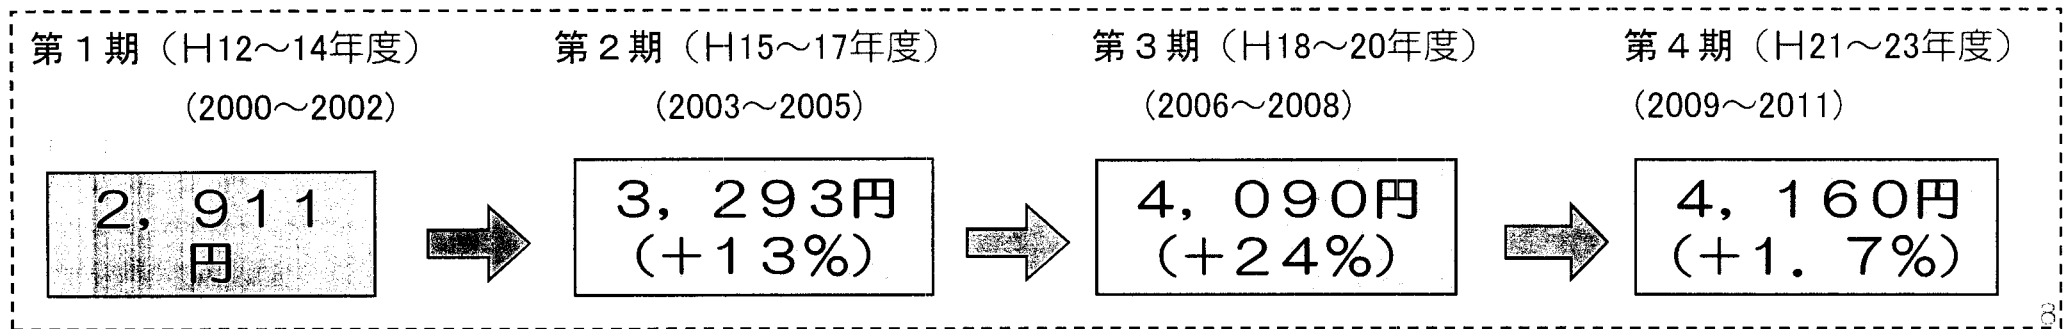 第１期（H12～14年度）
（2000～2002）
２，９１１
円
第２期（H15～17年度）
（2003～2005）
３，２９３円
（＋１３％）
第３期（H18～20年度）
（2006～2008）
４，０９０円
（＋２４％）
第４期（H21～23年度）
（2009～2011）
４，１６０円
（＋１．７％）
8